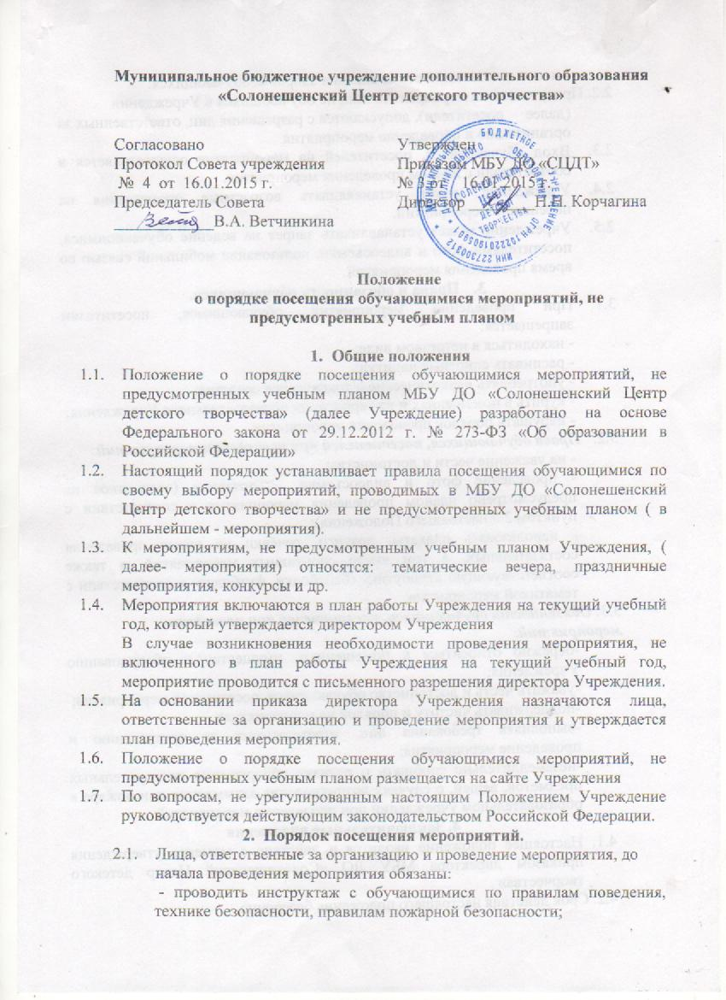 Муниципальное бюджетное учреждение дополнительного образования
«Солонешенский Центр детского творчества»
Согласовано
Протокол Совета учреждения
№ 4 от 16.01.2015 г.
Председатель Совета
В.А. Ветчинкина
Утвержден
Приказом МБУ ДО «СЦДТ»
№ 3 от 16.01.2015 г.
Директор Н.Н. Корчагина
Положение
о порядке посещения обучающимися мероприятий, не
предусмотренных учебным планом
1. Общие положения
1.1. Положение о порядке посещения обучающимися мероприятий, не
предусмотренных учебным планом МБУ ДО «Солонешенский Центр
детского творчества» (далее Учреждение) разработано на основе
Федерального закона от 29.12.2012 г. № 273-ФЗ «Об образовании в
Российской Федерации»
1.2. Настоящий порядок устанавливает правила посещения обучающимися по
своему выбору мероприятий, проводимых в МБУ ДО «Солонешенский
Центр детского творчества» и не предусмотренных учебным планом ( в
дальнейшем - мероприятия).
1.3. К мероприятиям, не предусмотренным учебным планом Учреждения, (
далее- мероприятия) относятся: тематические вечера, праздничные
мероприятия, конкурсы и др.
1.4. Мероприятия включаются в план работы Учреждения на текущий учебный
год, который утверждается директором Учреждения
В случае возникновения необходимости проведения мероприятия, не
включенного в план работы Учреждения на текущий учебный год,
мероприятие проводится с письменного разрешения директора Учреждения.
1.5. На основании приказа директора Учреждения назначаются лица,
ответственные за организацию и проведение мероприятия и утверждается
план проведения мероприятия.
1.6. Положение о порядке посещения обучающимися мероприятий, не
предусмотренных учебным планом размещается на сайте Учреждения
1.7. По вопросам, не урегулированным настоящим Положением Учреждение
руководствуется действующим законодательством Российской Федерации.
2. Порядок посещения мероприятий.
2.1. Лица, ответственные за организацию и проведение мероприятия, до
начала проведения мероприятия обязаны:
- проводить инструктаж с обучающимися по правилам поведения,
технике безопасности, правилам пожарной безопасности;